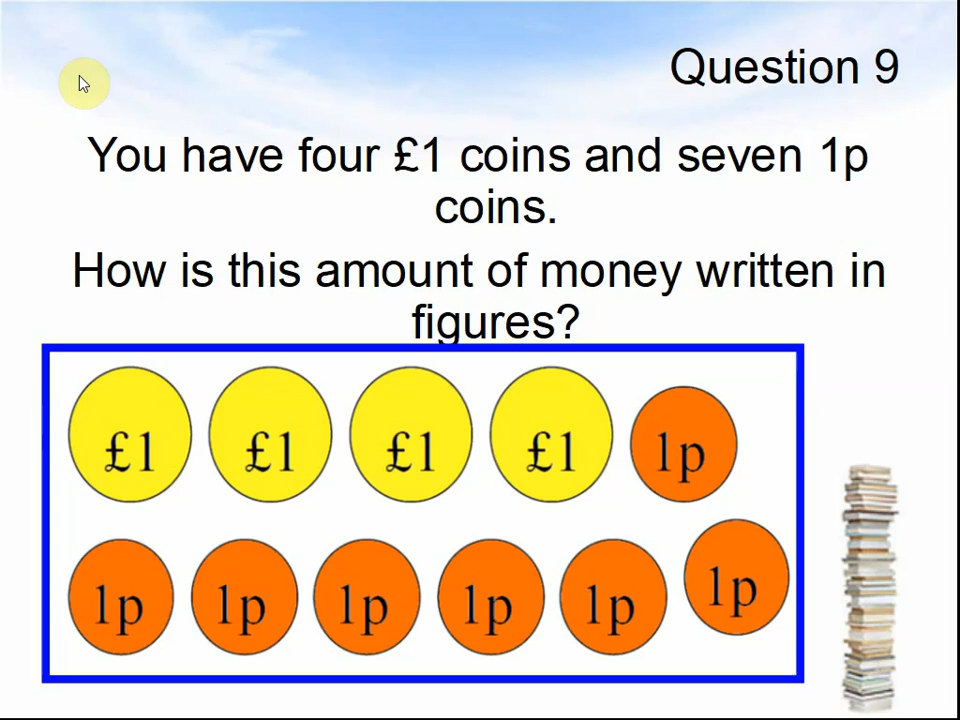 Question 9
You have four £1 coins and seven 1p
coins.
How is this amount of money written in
figures?
£1 £1 £1 £1 1p
1p 1p 1p 1p 1p 1p